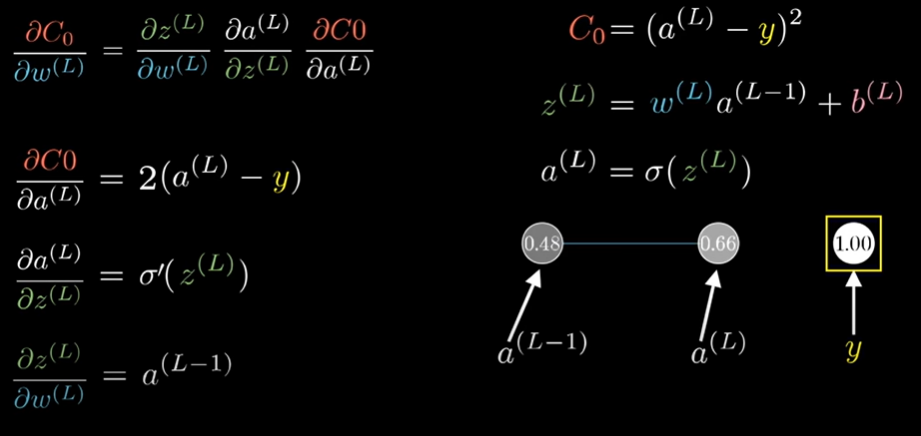 ∂C₀/∂w⁽ᴸ⁾ = ∂z⁽ᴸ⁾/∂w⁽ᴸ⁾ ∂a⁽ᴸ⁾/∂z⁽ᴸ⁾ ∂C0/∂a⁽ᴸ⁾
∂C0/∂a⁽ᴸ⁾ = 2(a⁽ᴸ⁾ − y)
∂a⁽ᴸ⁾/∂z⁽ᴸ⁾ = σ′(z⁽ᴸ⁾)
∂z⁽ᴸ⁾/∂w⁽ᴸ⁾ = a⁽ᴸ⁻¹⁾
C₀= (a⁽ᴸ⁾ − y)²
z⁽ᴸ⁾ = w⁽ᴸ⁾a⁽ᴸ⁻¹⁾ + b⁽ᴸ⁾
a⁽ᴸ⁾ = σ(z⁽ᴸ⁾)
0.48 0.66 1.00
a⁽ᴸ⁻¹⁾ a⁽ᴸ⁾ y